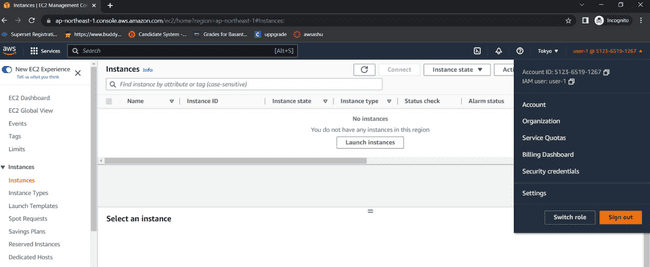 Instances | EC2 Management Con
ap-northeast-1.console.aws.amazon.com/ec2/home?region=ap-northeast-1#Instances:
Incognito
Superset Registrati...
https://www.buddy...
Candidate System -...
Grades for Basant...
upgrade
awsashu
aws
Services
Search
[Alt+S]
Tokyo
user-1 @ 5123-6519-1267
New EC2 Experience
Tell us what you think
EC2 Dashboard
EC2 Global View
Events
Tags
Limits
Instances
Instances
Instance Types
Launch Templates
Spot Requests
Savings Plans
Reserved Instances
Dedicated Hosts
Instances
Info
Connect
Instance state
Acti
Find instance by attribute or tag (case-sensitive)
Name
Instance ID
Instance state
Instance type
Status check
Alarm status
No instances
You do not have any instances in this region
Launch instances
Select an instance
Account ID: 5123-6519-1267
IAM user: user-1
Account
Organization
Service Quotas
Billing Dashboard
Security credentials
Settings
Switch role
Sign out